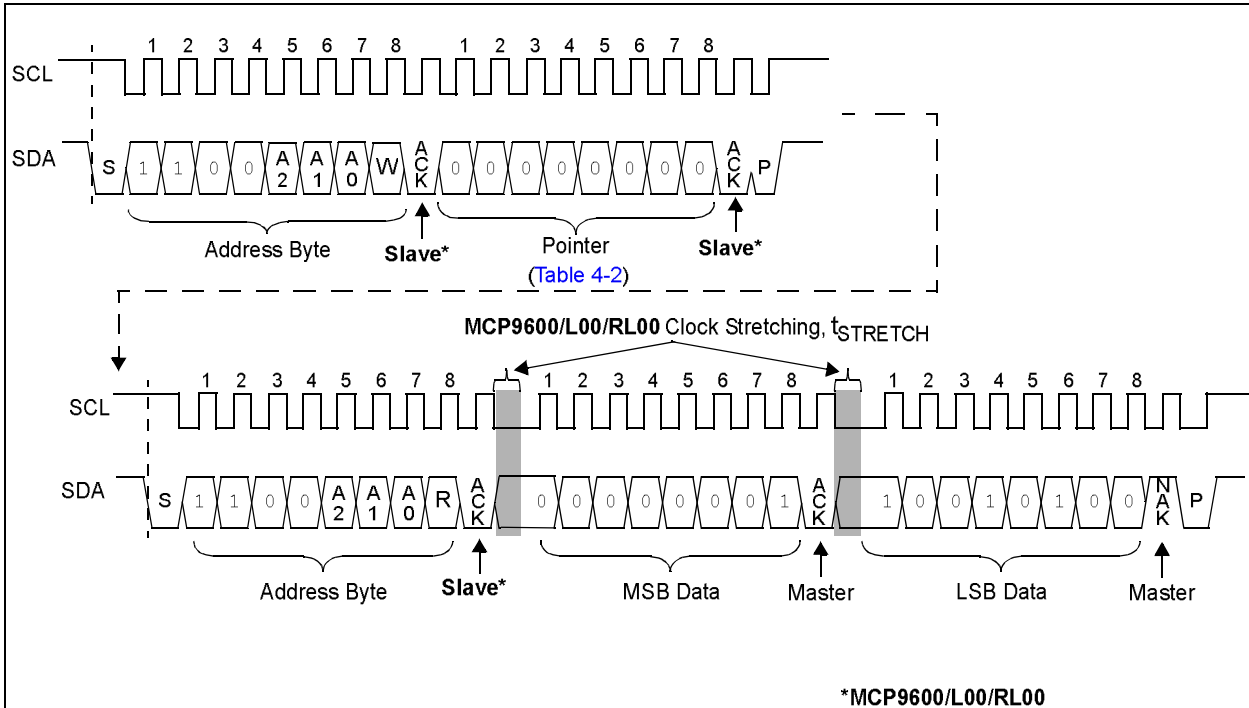 1 2 3 4 5 6 7 8 1 2 3 4 5 6 7 8
SCL
SDA S 1 1 0 0 A2 A1 A0 W ACK 0 0 0 0 0 0 0 0 ACK P
Address Byte Slave* Pointer Slave*
(Table 4-2)
MCP9600/L00/RL00 Clock Stretching, tSTRETCH
1 2 3 4 5 6 7 8 1 2 3 4 5 6 7 8 1 2 3 4 5 6 7 8
SCL
SDA S 1 1 0 0 A2 A1 A0 R ACK 0 0 0 0 0 0 0 1 ACK 1 0 0 1 0 1 0 0 NAK P
Address Byte Slave* MSB Data Master LSB Data Master
*MCP9600/L00/RL00